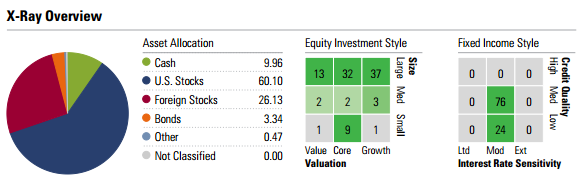 X-Ray Overview
Asset Allocation
Cash 9.96
U.S. Stocks 60.10
Foreign Stocks 26.13
Bonds 3.34
Other 0.47
Not Classified 0.00
Equity Investment Style
13 32 37
2 2 3
1 9 1
Value Core Growth
Valuation
Large Med Small
Size
Fixed Income Style
0 0 0
0 76 0
0 24 0
Ltd Mod Ext
Interest Rate Sensitivity
High Med Low
Credit Quality